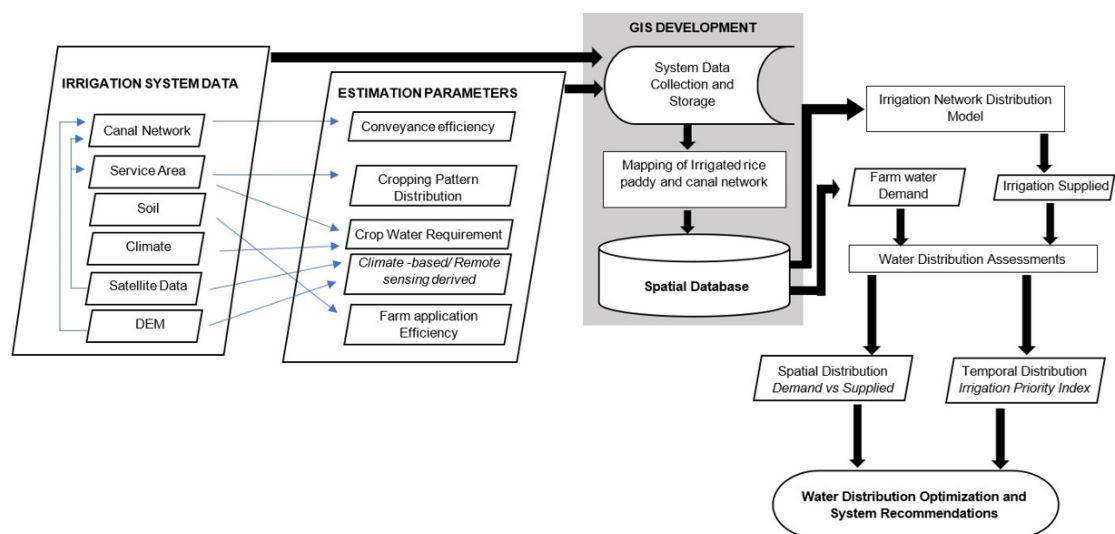 IRRIGATION SYSTEM DATA
Canal Network
Service Area
Soil
Climate
Satellite Data
DEM
ESTIMATION PARAMETERS
Conveyance efficiency
Cropping Pattern
Distribution
Crop Water Requirement
Climate -based/ Remote
sensing derived
Farm application
Efficiency
GIS DEVELOPMENT
System Data
Collection and
Storage
Mapping of Irrigated rice
paddy and canal network
Spatial Database
Irrigation Network Distribution
Model
Farm water
Demand
Irrigation Supplied
Water Distribution Assessments
Spatial Distribution
Demand vs Supplied
Temporal Distribution
Irrigation Priority Index
Water Distribution Optimization and
System Recommendations